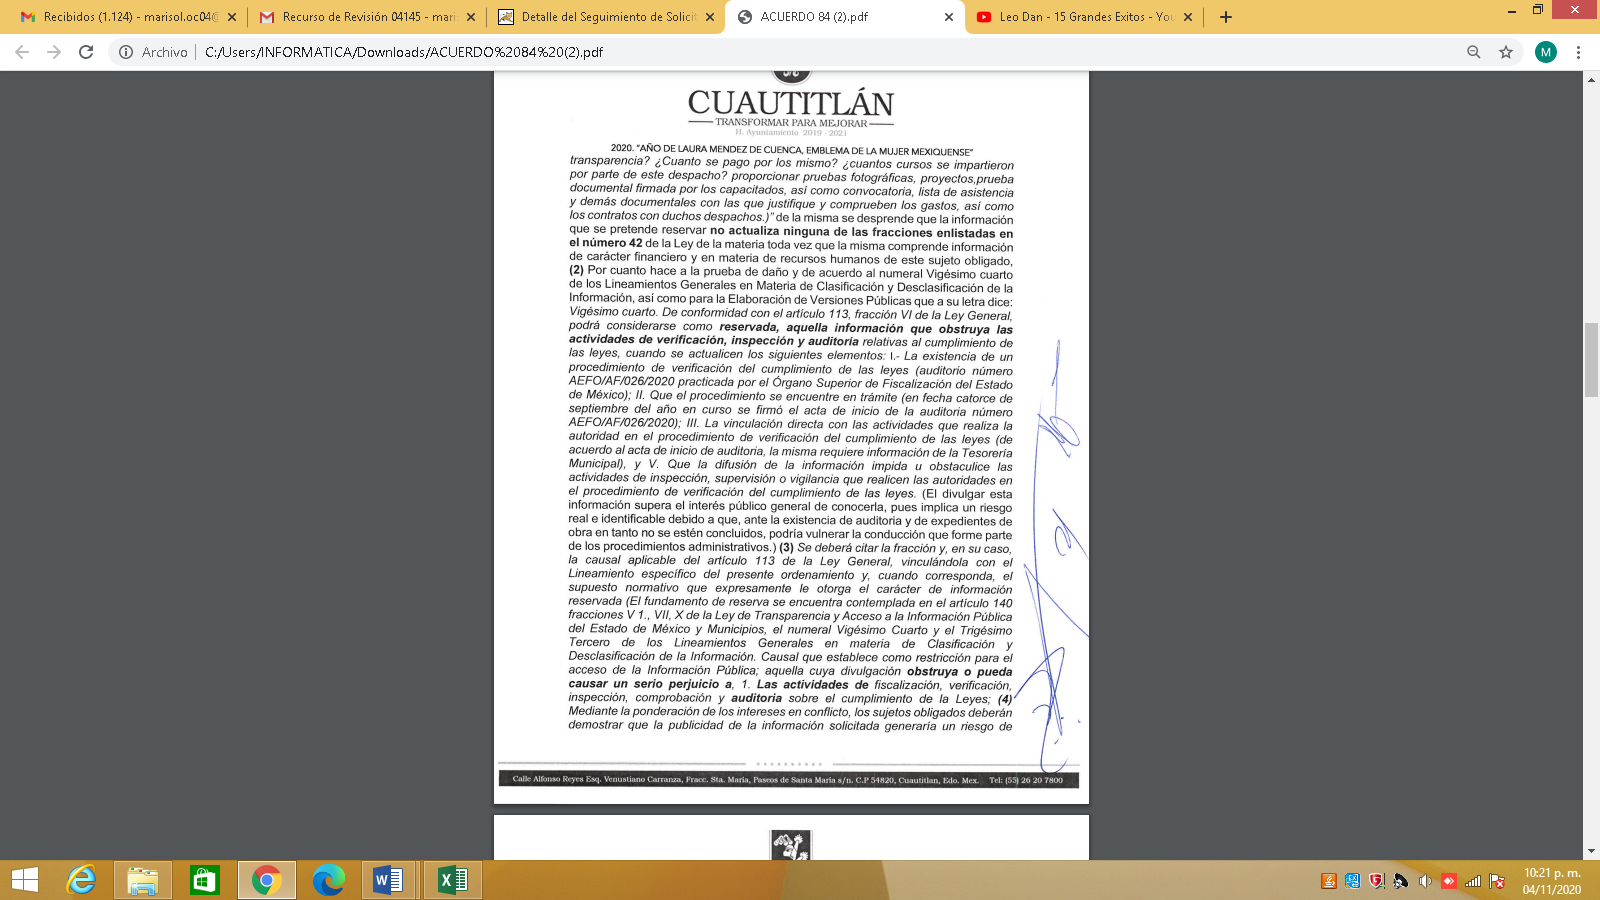 Recibidos (1.124) - marisol.oc04@
Recurso de Revisión 04145 - mari
Detalle del Seguimiento de Solicit
ACUERDO 84 (2).pdf
Leo Dan - 15 Grandes Exitos - You
Archivo
C:/Users/INFORMATICA/Downloads/ACUERDO%2084%20(2).pdf
M
CUAUTITLÁN
TRANSFORMAR PARA MEJORAR
H. Ayuntamiento 2019 - 2021
2020. "AÑO DE LAURA MENDEZ DE CUENCA, EMBLEMA DE LA MUJER MEXIQUENSE"
transparencia? ¿Cuanto se pago por los mismo? ¿cuantos cursos se impartieron
por parte de este despacho? proporcionar pruebas fotográficas, proyectos,prueba
documental firmada por los capacitados, así como convocatoria, lista de asistencia
y demás documentales con las que justifique y comprueben los gastos, así como
los contratos con duchos despachos.)" de la misma se desprende que la información
que se pretende reservar no actualiza ninguna de las fracciones enlistadas en
el número 42 de la Ley de la materia toda vez que la misma comprende información
de carácter financiero y en materia de recursos humanos de este sujeto obligado,
(2) Por cuanto hace a la prueba de daño y de acuerdo al numeral Vigésimo cuarto
de los Lineamientos Generales en Materia de Clasificación y Desclasificación de la
Información, así como para la Elaboración de Versiones Públicas que a su letra dice:
Vigésimo cuarto. De conformidad con el artículo 113, fracción VI de la Ley General,
podrá considerarse como reservada, aquella información que obstruya las
actividades de verificación, inspección y auditoría relativas al cumplimiento de
las leyes, cuando se actualicen los siguientes elementos: I.- La existencia de un
procedimiento de verificación del cumplimiento de las leyes (auditorio número
AEFO/AF/026/2020 practicada por el Órgano Superior de Fiscalización del Estado
de México); II. Que el procedimiento se encuentre en trámite (en fecha catorce de
septiembre del año en curso se firmó el acta de inicio de la auditoria número
AEFO/AF/026/2020); III. La vinculación directa con las actividades que realiza la
autoridad en el procedimiento de verificación del cumplimiento de las leyes (de
acuerdo al acta de inicio de auditoria, la misma requiere información de la Tesorería
Municipal), y V. Que la difusión de la información impida u obstaculice las
actividades de inspección, supervisión o vigilancia que realicen las autoridades en
el procedimiento de verificación del cumplimiento de las leyes. (El divulgar esta
información supera el interés público general de conocerla, pues implica un riesgo
real e identificable debido a que, ante la existencia de auditoria y de expedientes de
obra en tanto no se estén concluidos, podría vulnerar la conducción que forme parte
de los procedimientos administrativos.) (3) Se deberá citar la fracción y, en su caso,
la causal aplicable del artículo 113 de la Ley General, vinculándola con el
Lineamiento específico del presente ordenamiento y, cuando corresponda, el
supuesto normativo que expresamente le otorga el carácter de información
reservada (El fundamento de reserva se encuentra contemplada en el artículo 140
fracciones V 1., VII, X de la Ley de Transparencia y Acceso a la Información Pública
del Estado de México y Municipios, el numeral Vigésimo Cuarto y el Trigésimo
Tercero de los Lineamientos Generales en materia de Clasificación y
Desclasificación de la Información. Causal que establece como restricción para el
acceso de la Información Pública; aquella cuya divulgación obstruya o pueda
causar un serio perjuicio a, 1. Las actividades de fiscalización, verificación,
inspección, comprobación y auditoria sobre el cumplimiento de la Leyes; (4)
Mediante la ponderación de los intereses en conflicto, los sujetos obligados deberán
demostrar que la publicidad de la información solicitada generaría un riesgo de
Calle Alfonso Reyes Esq. Venustiano Carranza, Fracc. Sta. María, Paseos de Santa María s/n. C.P 54820, Cuautitlan, Edo. Mex. Tel: (55) 26 20 7800
10:21 p. m.
04/11/2020